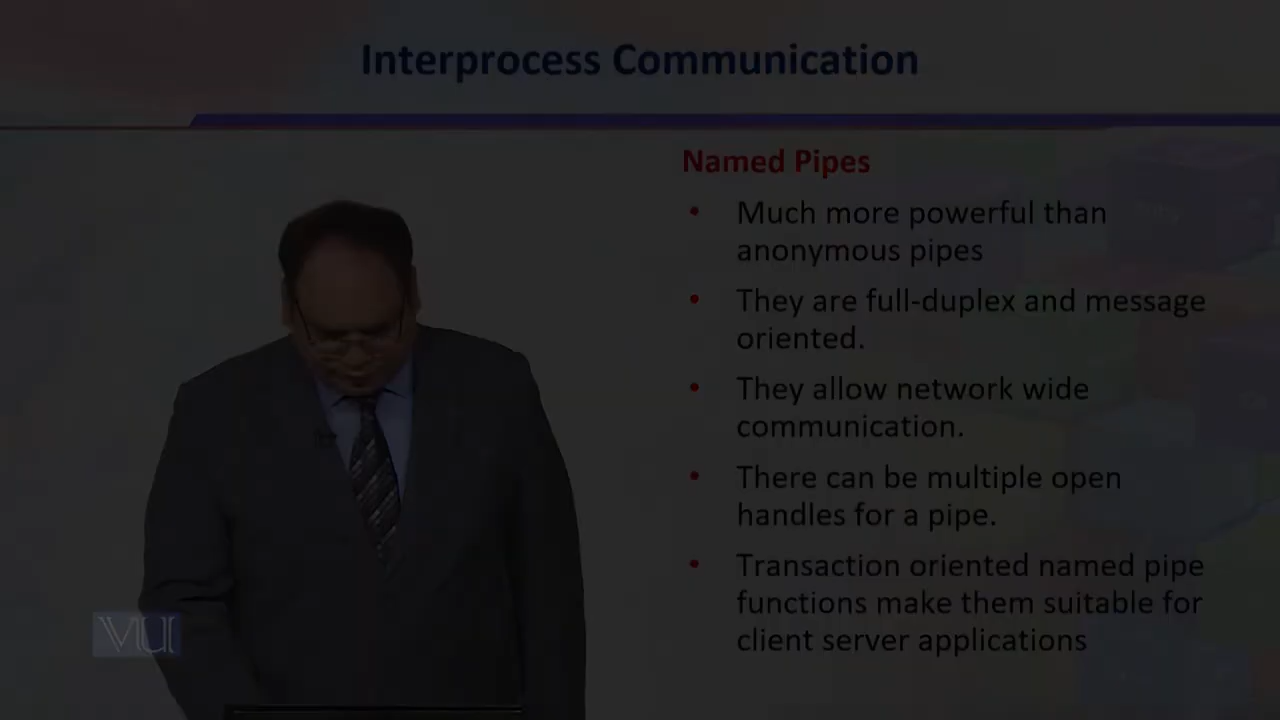 Interprocess Communication
Named Pipes
• Much more powerful than
anonymous pipes
• They are full-duplex and message
oriented.
• They allow network wide
communication.
• There can be multiple open
handles for a pipe.
• Transaction oriented named pipe
functions make them suitable for
client server applications
VU